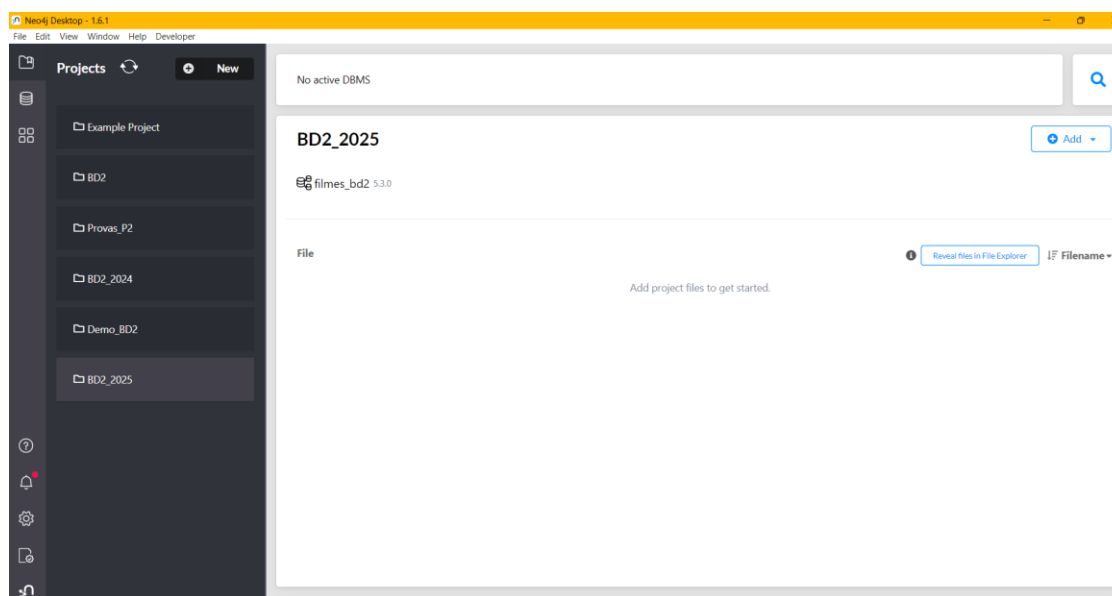 Neo4j Desktop - 1.6.1
File Edit View Window Help Developer
Projects
New
No active DBMS
Example Project
BD2
Provas_P2
BD2_2024
Demo_BD2
BD2_2025
BD2_2025
Add
filmes_bd2 5.3.0
File
Reveal files in File Explorer
Filename
Add project files to get started.